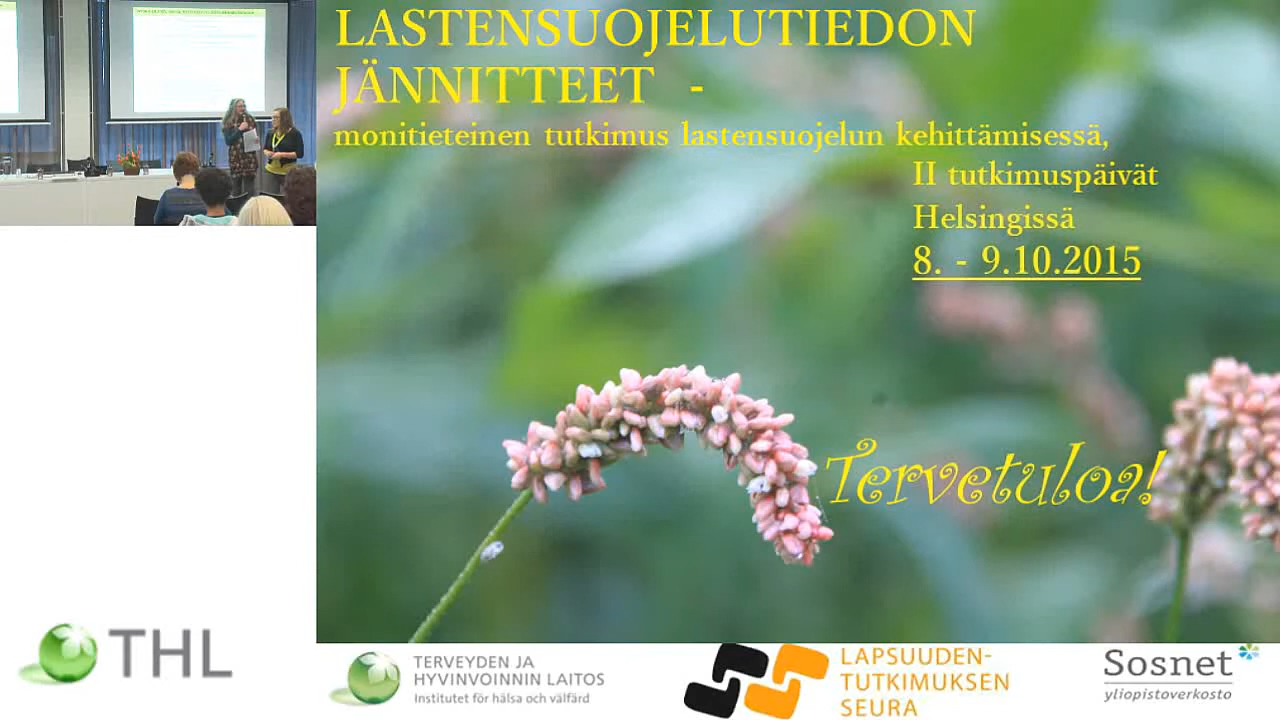 LASTENSUOJELUTIEDON
JÄNNITTEET -
monitieteinen tutkimus lastensuojelun kehittämisessä,
II tutkimuspäivät
Helsingissä
8. - 9.10.2015
Tervetuloa!
THL
TERVEYDEN JA
HYVINVOINNIN LAITOS
Institutet för hälsa och välfärd
LAPSUUDEN-
TUTKIMUKSEN
SEURA
Sosnet
yliopistoverkosto